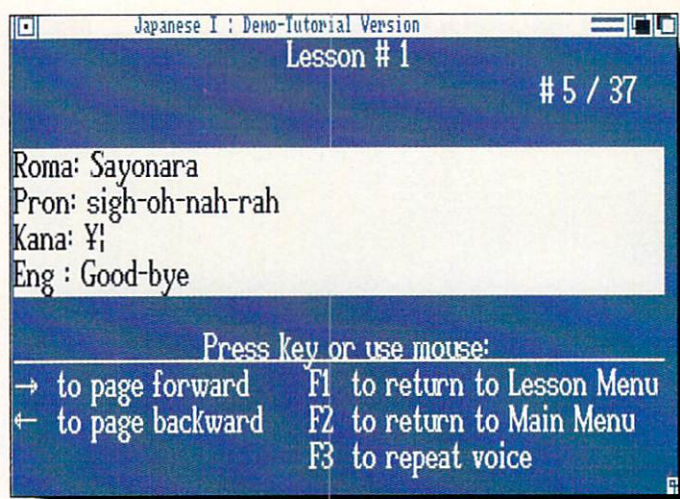 Japanese I : Demo-Tutorial Version
Lesson # 1
# 5 / 37
Roma: Sayonara
Pron: sigh-oh-nah-rah
Kana: ¥¦
Eng : Good-bye
Press key or use mouse:
→ to page forward F1 to return to Lesson Menu
← to page backward F2 to return to Main Menu
F3 to repeat voice